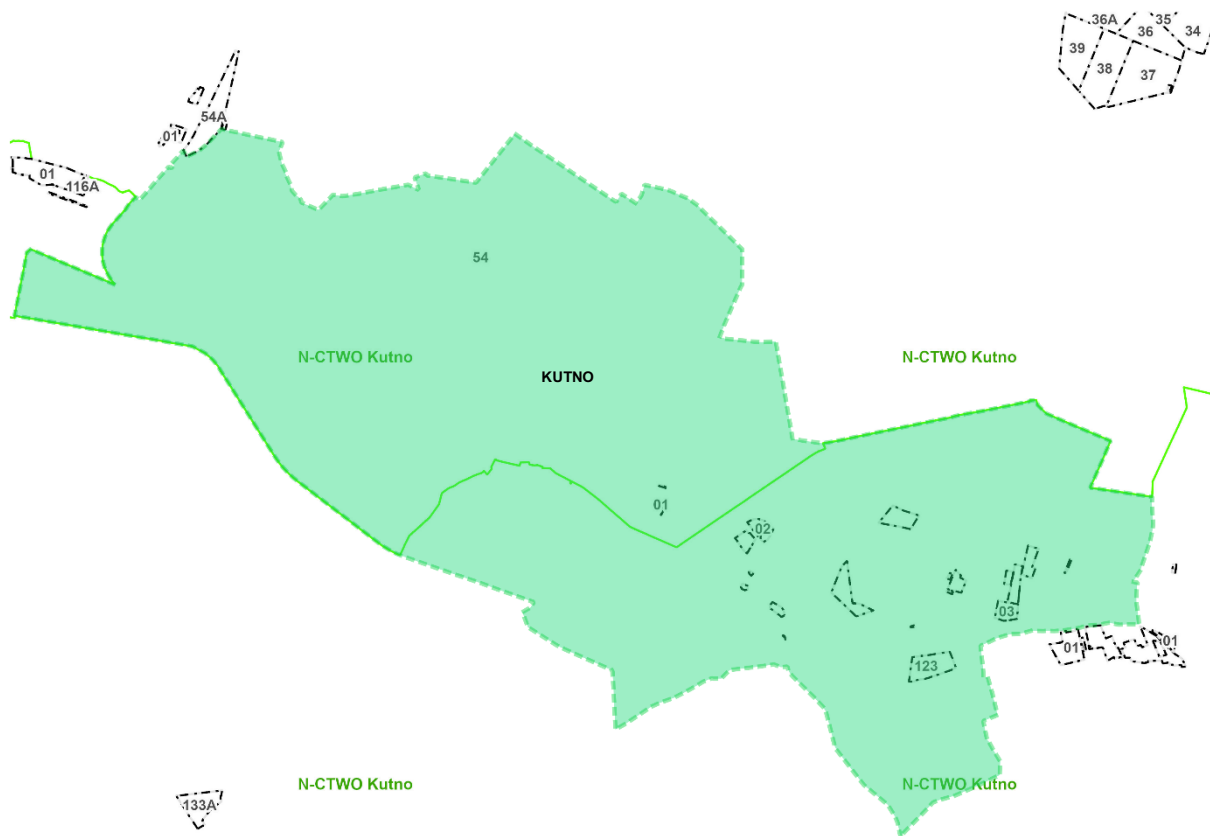 36A
35
36
34
39
38
37
54A
01
01
116A
54
N-CTWO Kutno
N-CTWO Kutno
KUTNO
01
02
03
01
01
123
N-CTWO Kutno
N-CTWO Kutno
133A